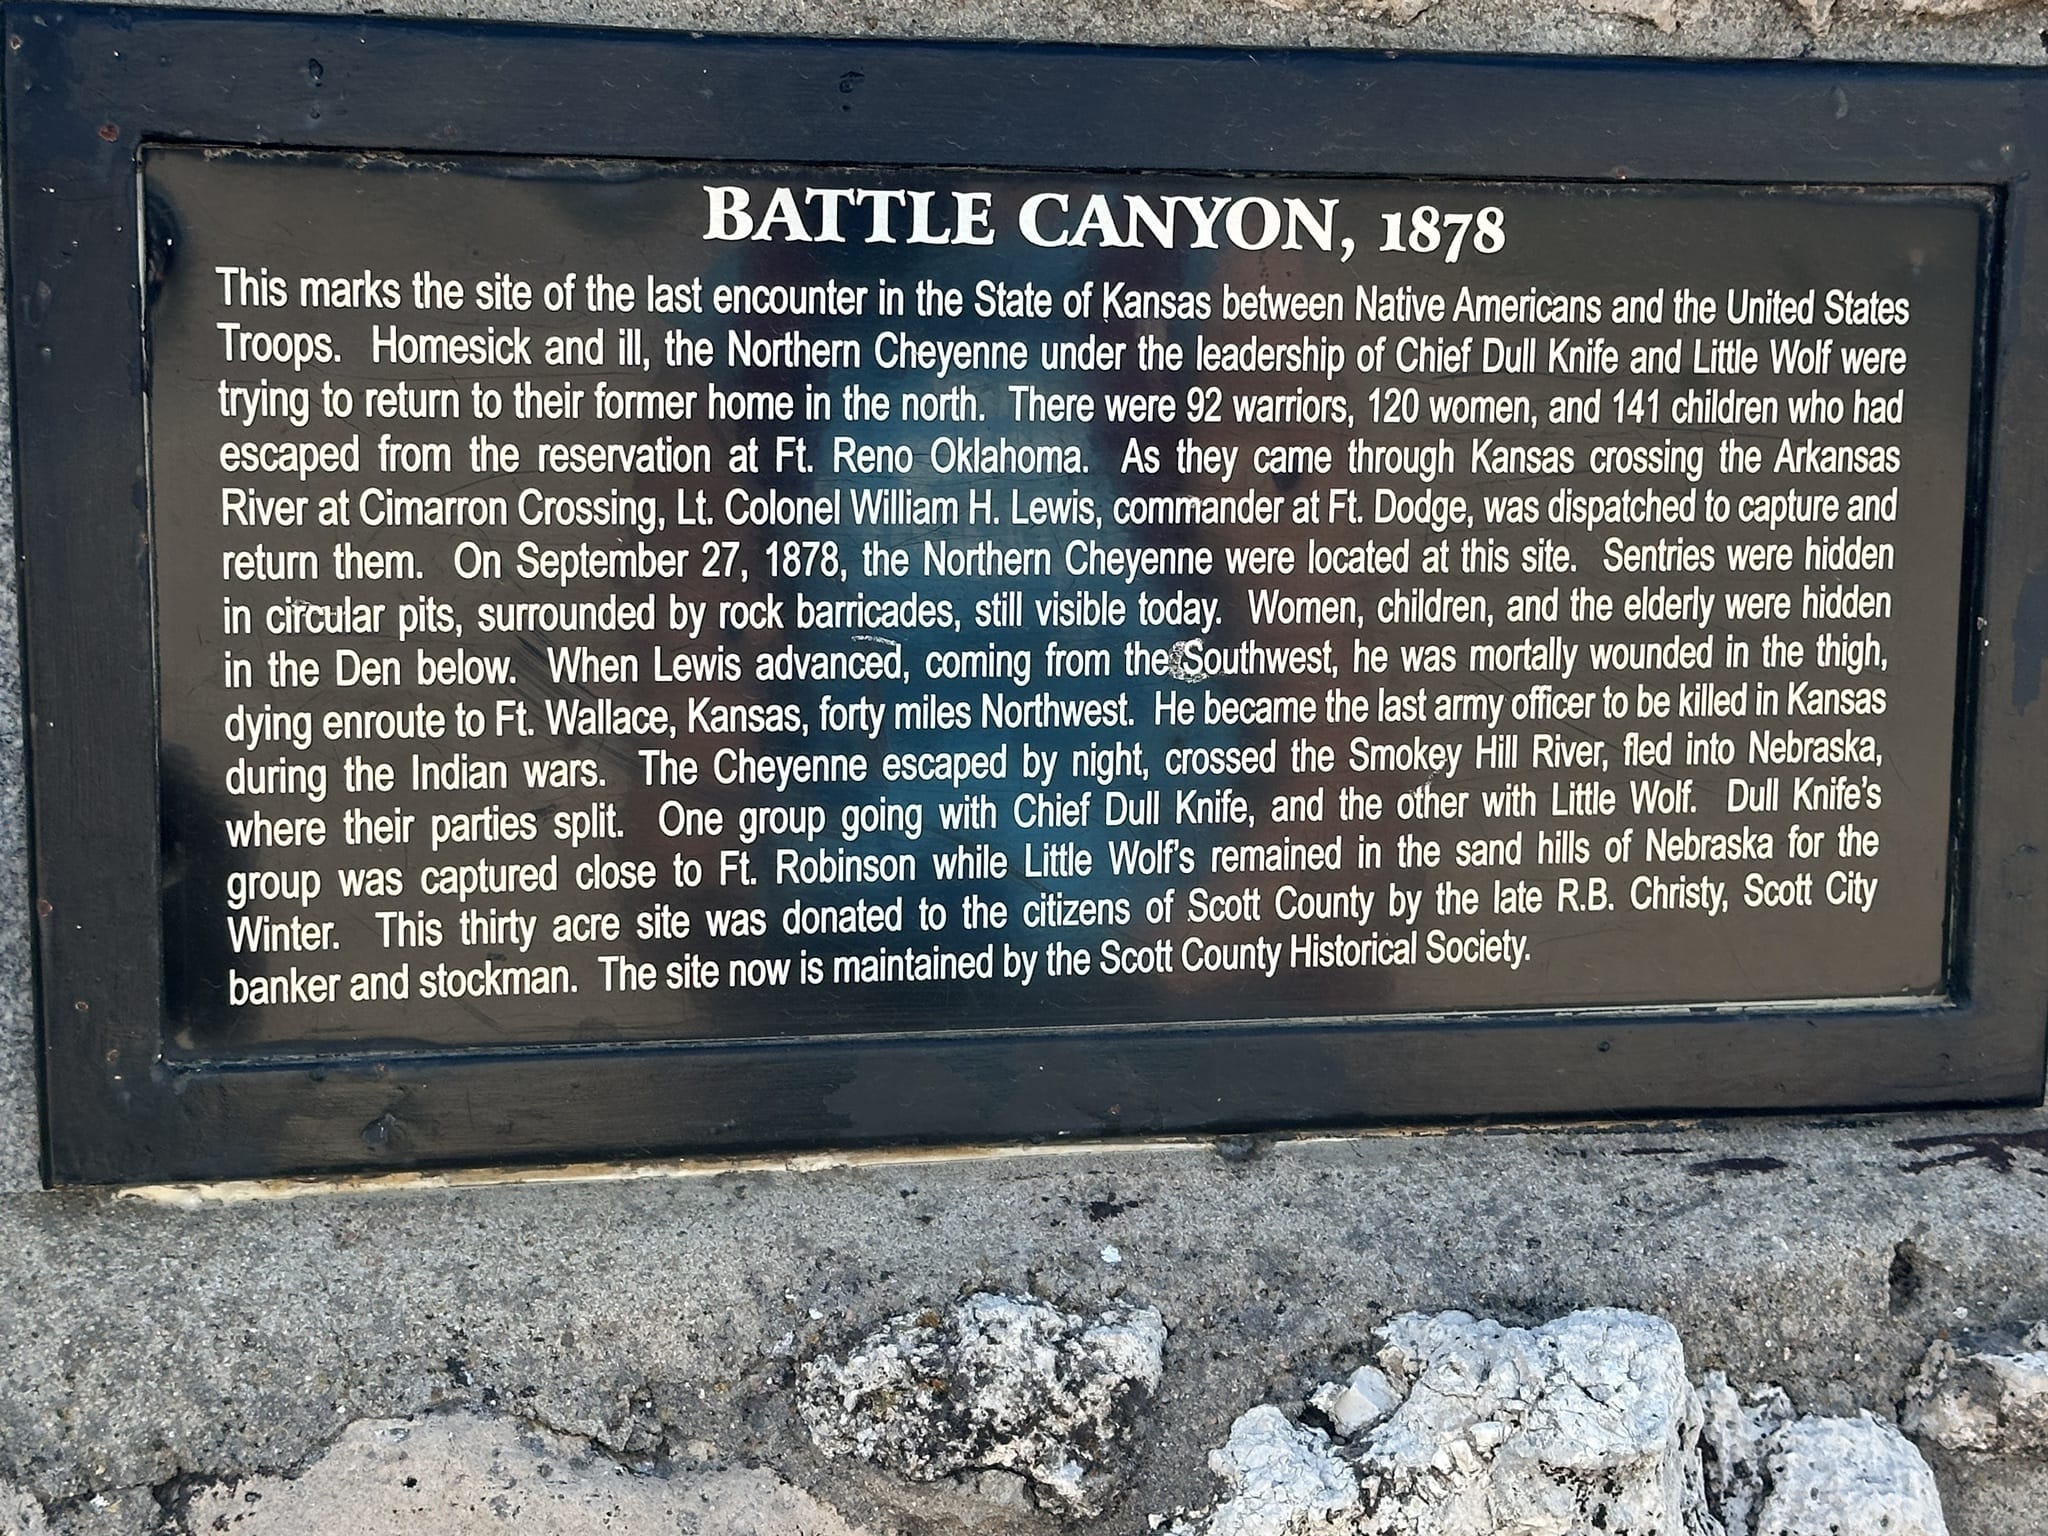 BATTLE CANYON, 1878
This marks the site of the last encounter in the State of Kansas between Native Americans and the United States
Troops. Homesick and ill, the Northern Cheyenne under the leadership of Chief Dull Knife and Little Wolf were
trying to return to their former home in the north. There were 92 warriors, 120 women, and 141 children who had
escaped from the reservation at Ft. Reno Oklahoma. As they came through Kansas crossing the Arkansas
River at Cimarron Crossing, Lt. Colonel William H. Lewis, commander at Ft. Dodge, was dispatched to capture and
return them. On September 27, 1878, the Northern Cheyenne were located at this site. Sentries were hidden
in circular pits, surrounded by rock barricades, still visible today. Women, children, and the elderly were hidden
in the Den below. When Lewis advanced, coming from the Southwest, he was mortally wounded in the thigh,
dying enroute to Ft. Wallace, Kansas, forty miles Northwest. He became the last army officer to be killed in Kansas
during the Indian wars. The Cheyenne escaped by night, crossed the Smokey Hill River, fled into Nebraska,
where their parties split. One group going with Chief Dull Knife, and the other with Little Wolf. Dull Knife's
group was captured close to Ft. Robinson while Little Wolf's remained in the sand hills of Nebraska for the
Winter. This thirty acre site was donated to the citizens of Scott County by the late R.B. Christy, Scott City
banker and stockman. The site now is maintained by the Scott County Historical Society.